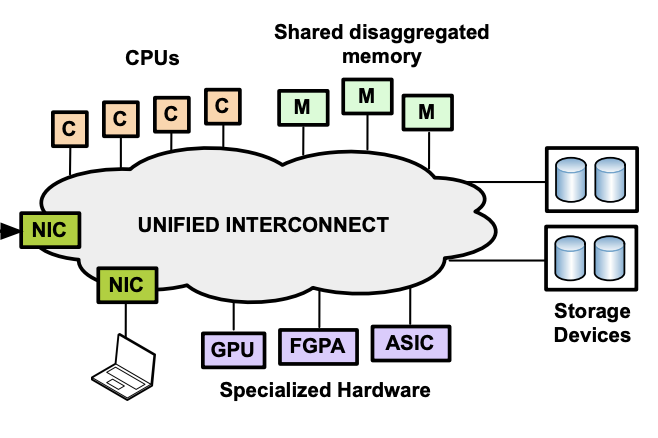 Shared disaggregated
memory
CPUs
C
C
C
C
M
M
M
NIC
UNIFIED INTERCONNECT
NIC
GPU
FGPA
ASIC
Storage
Devices
Specialized Hardware